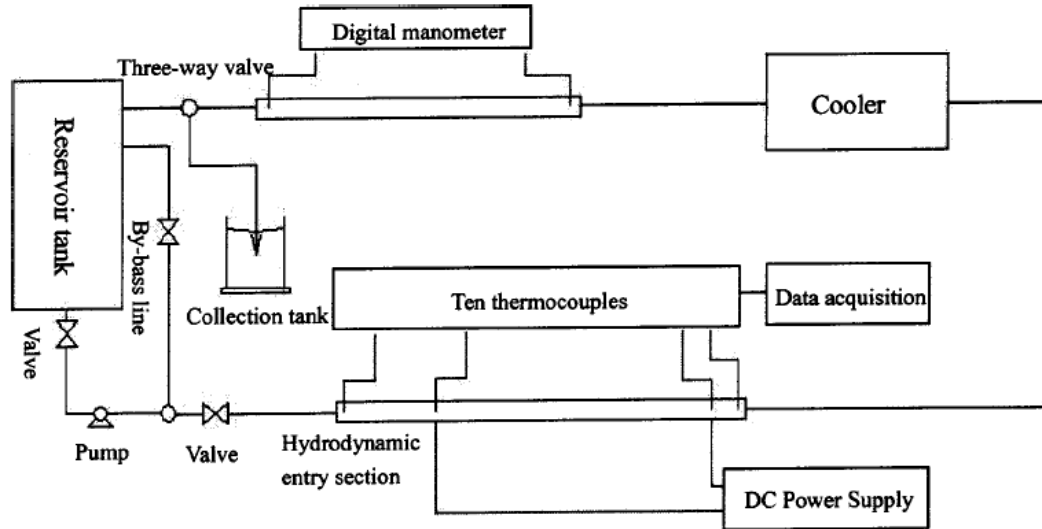 Digital manometer
Three-way valve
Cooler
Reservoir tank
By-bass line
Collection tank
Ten thermocouples
Data acquisition
Valve
Pump
Valve
Hydrodynamic
entry section
DC Power Supply